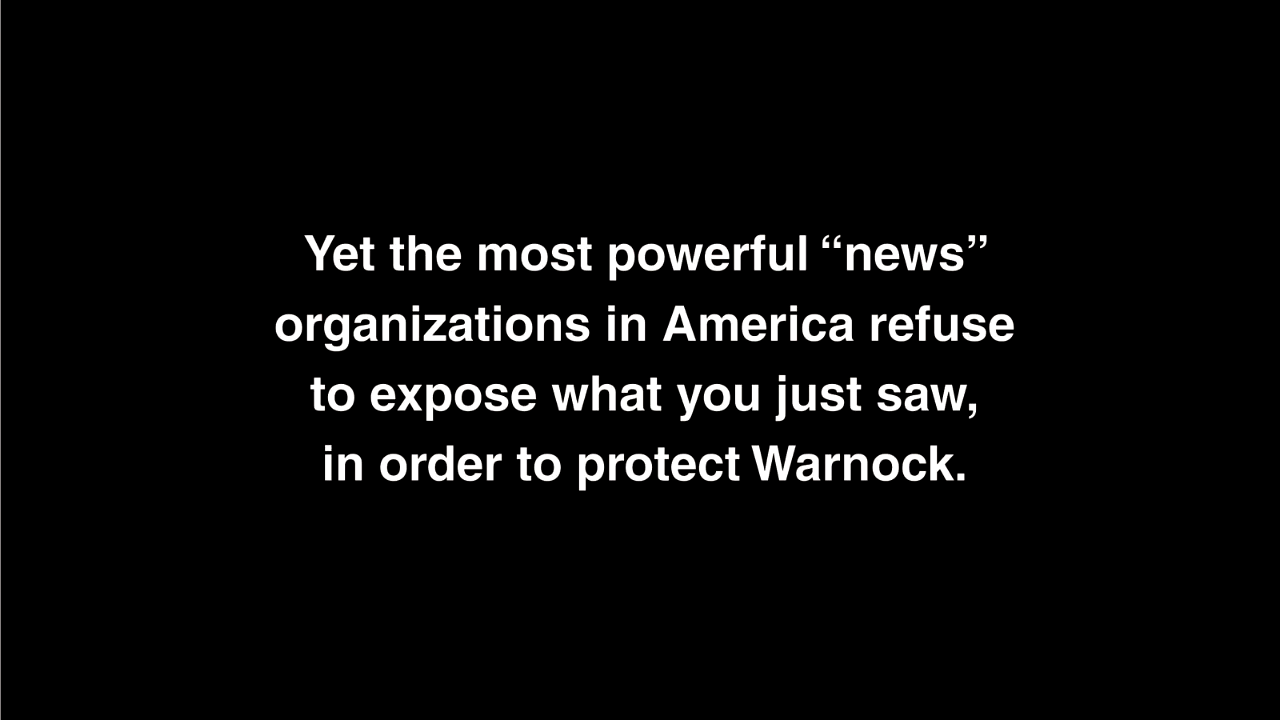 Yet the most powerful “news”
organizations in America refuse
to expose what you just saw,
in order to protect Warnock.